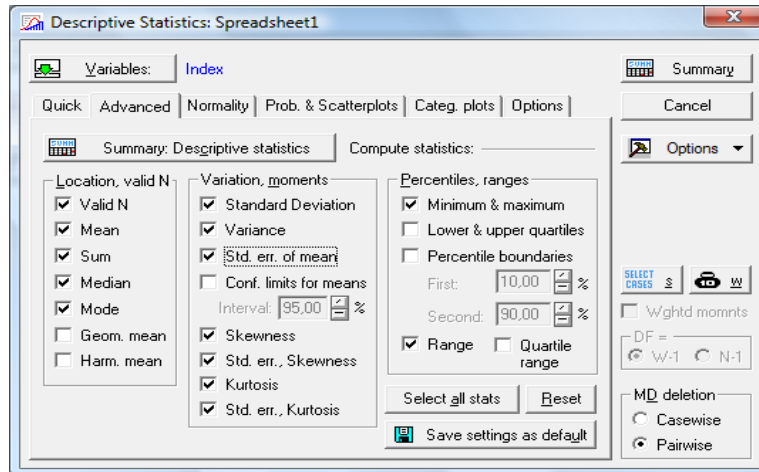 Descriptive Statistics: Spreadsheet1
Variables: Index
Summary
Quick Advanced Normality Prob. & Scatterplots Categ. plots Options
Cancel
SUMM Summary: Descriptive statistics Compute statistics:
Options
Location, valid N
Valid N
Mean
Sum
Median
Mode
Geom. mean
Harm. mean
Variation, moments
Standard Deviation
Variance
Std. err. of mean
Conf. limits for means
Interval: 95,00 %
Skewness
Std. err., Skewness
Kurtosis
Std. err., Kurtosis
Percentiles, ranges
Minimum & maximum
Lower & upper quartiles
Percentile boundaries
First: 10,00 %
Second: 90,00 %
Range Quartile
range
Select all stats Reset
Save settings as default
SELECT
CASES S W
Wghtd momnts
DF =
W-1 N-1
MD deletion
Casewise
Pairwise